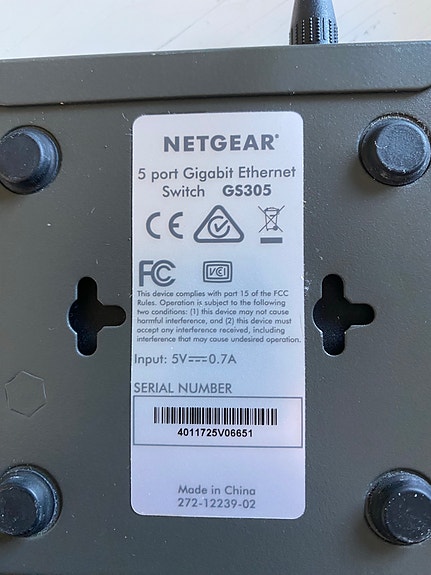 NETGEAR®
5 port Gigabit Ethernet
Switch GS305
CE
FC
VCI
This device complies with part 15 of the FCC
Rules. Operation is subject to the following
two conditions: (1) this device may not cause
harmful interference, and (2) this device must
accept any interference received, including
interference that may cause undesired operation.
Input: 5V⎓0.7A
SERIAL NUMBER
4011725V06651
Made in China
272-12239-02